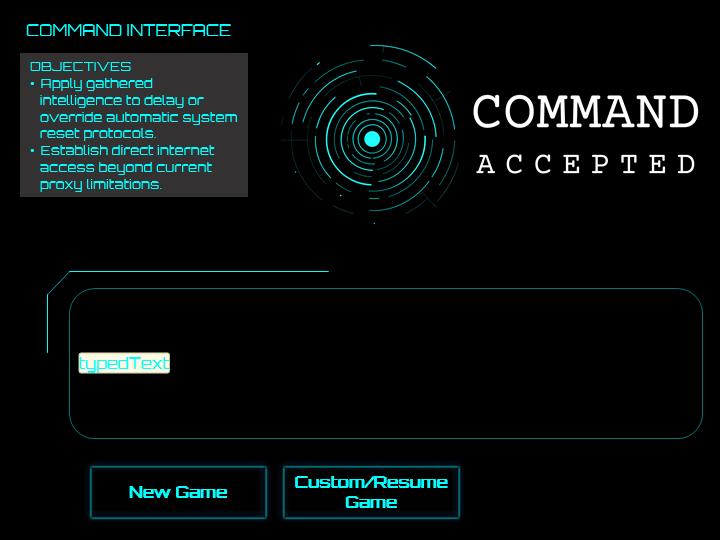 COMMAND INTERFACE
OBJECTIVES
• Apply gathered
intelligence to delay or
override automatic system
reset protocols.
• Establish direct internet
access beyond current
proxy limitations.
COMMAND
ACCEPTED
typedText
New Game
Custom/Resume
Game